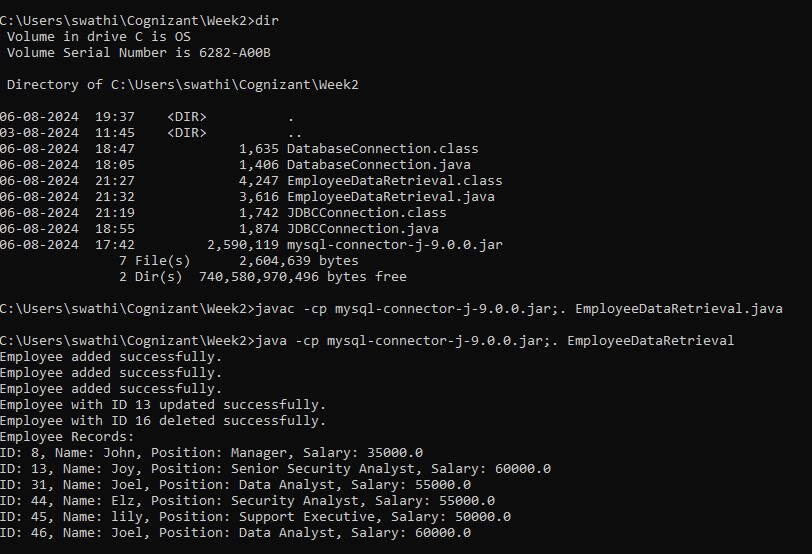 C:\Users\swathi\Cognizant\Week2>dir
Volume in drive C is OS
Volume Serial Number is 6282-A00B
Directory of C:\Users\swathi\Cognizant\Week2
06-08-2024  19:37    <DIR>          .
03-08-2024  11:45    <DIR>          ..
06-08-2024  18:47             1,635 DatabaseConnection.class
06-08-2024  18:05             1,406 DatabaseConnection.java
06-08-2024  21:27             4,247 EmployeeDataRetrieval.class
06-08-2024  21:32             3,616 EmployeeDataRetrieval.java
06-08-2024  21:19             1,742 JDBCConnection.class
06-08-2024  18:55             1,874 JDBCConnection.java
06-08-2024  17:42         2,590,119 mysql-connector-j-9.0.0.jar
7 File(s)      2,604,639 bytes
2 Dir(s)  740,580,970,496 bytes free
C:\Users\swathi\Cognizant\Week2>javac -cp mysql-connector-j-9.0.0.jar;. EmployeeDataRetrieval.java
C:\Users\swathi\Cognizant\Week2>java -cp mysql-connector-j-9.0.0.jar;. EmployeeDataRetrieval
Employee added successfully.
Employee added successfully.
Employee added successfully.
Employee with ID 13 updated successfully.
Employee with ID 16 deleted successfully.
Employee Records:
ID: 8, Name: John, Position: Manager, Salary: 35000.0
ID: 13, Name: Joy, Position: Senior Security Analyst, Salary: 60000.0
ID: 31, Name: Joel, Position: Data Analyst, Salary: 55000.0
ID: 44, Name: Elz, Position: Security Analyst, Salary: 55000.0
ID: 45, Name: lily, Position: Support Executive, Salary: 50000.0
ID: 46, Name: Joel, Position: Data Analyst, Salary: 60000.0